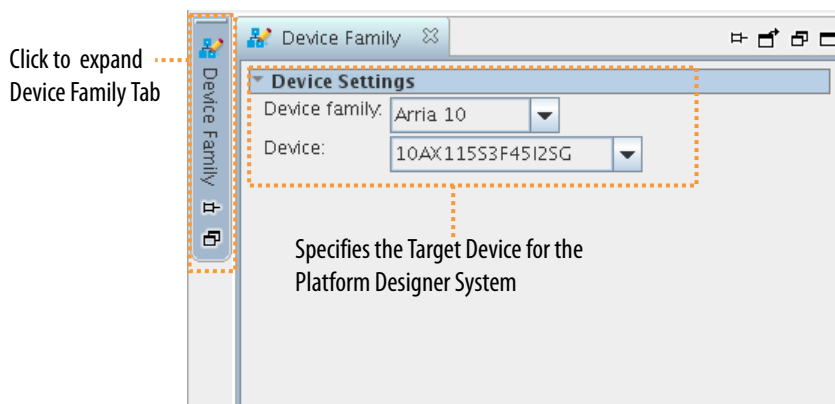 Click to expand
Device Family Tab
Device Family
Device Family
Device Settings
Device family:
Arria 10
Device:
10AX115S3F45I2SG
Specifies the Target Device for the
Platform Designer System